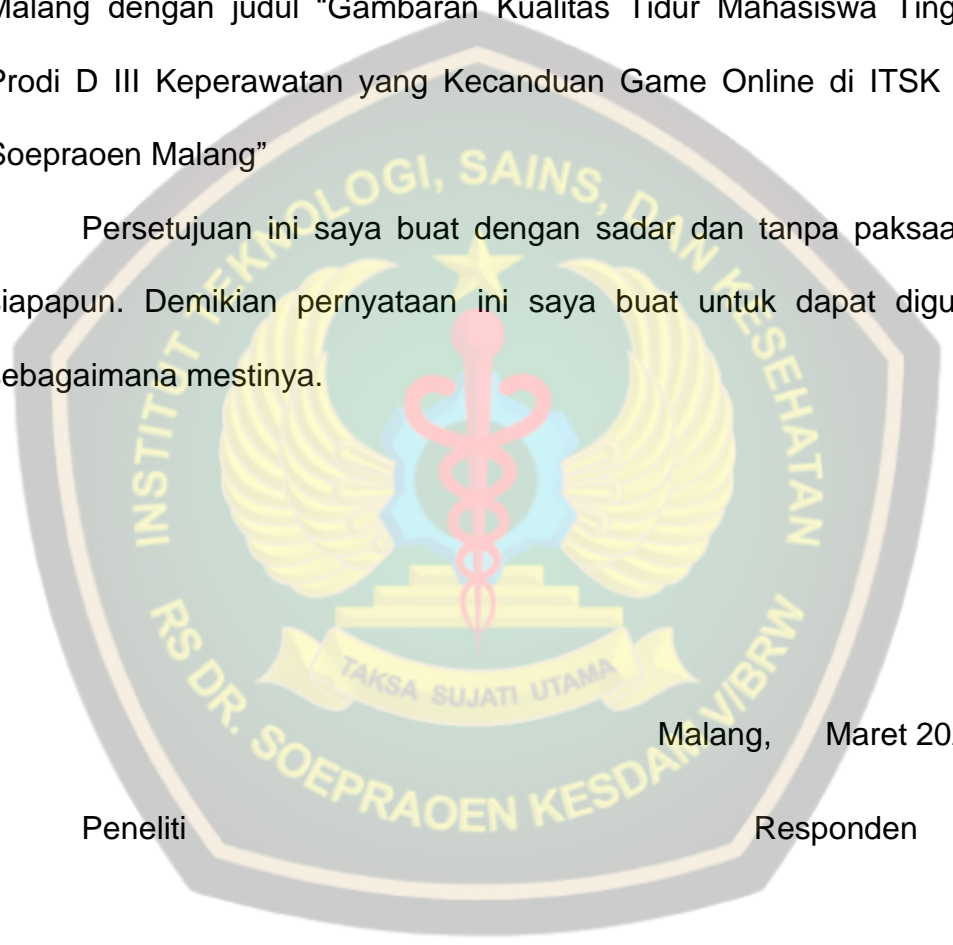 Malang dengan judul “Gambaran Kualitas Tidur Mahasiswa Ting
Prodi D III Keperawatan yang Kecanduan Game Online di ITSK
Soepraoen Malang”
Persetujuan ini saya buat dengan sadar dan tanpa paksaa
siapapun. Demikian pernyataan ini saya buat untuk dapat digu
sebagaimana mestinya.
INSTITUT TEKNOLOGI, SAINS, DAN KESEHATAN
RS DR. SOEPRAOEN KESDAM V/BRW
TAKSA SUJATI UTAMA
Malang, Maret 20
Peneliti Responden